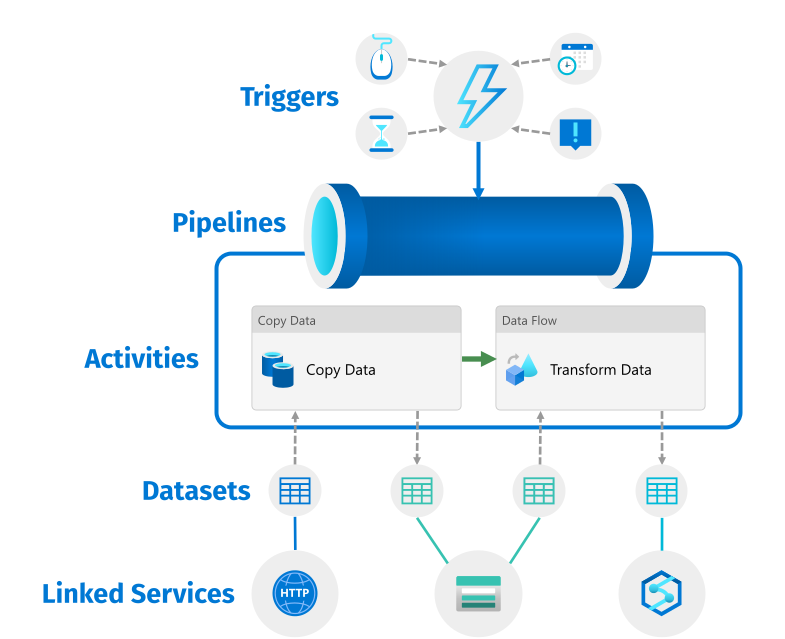 Triggers
Pipelines
Activities
Copy Data
Copy Data
Data Flow
Transform Data
Datasets
Linked Services
HTTP